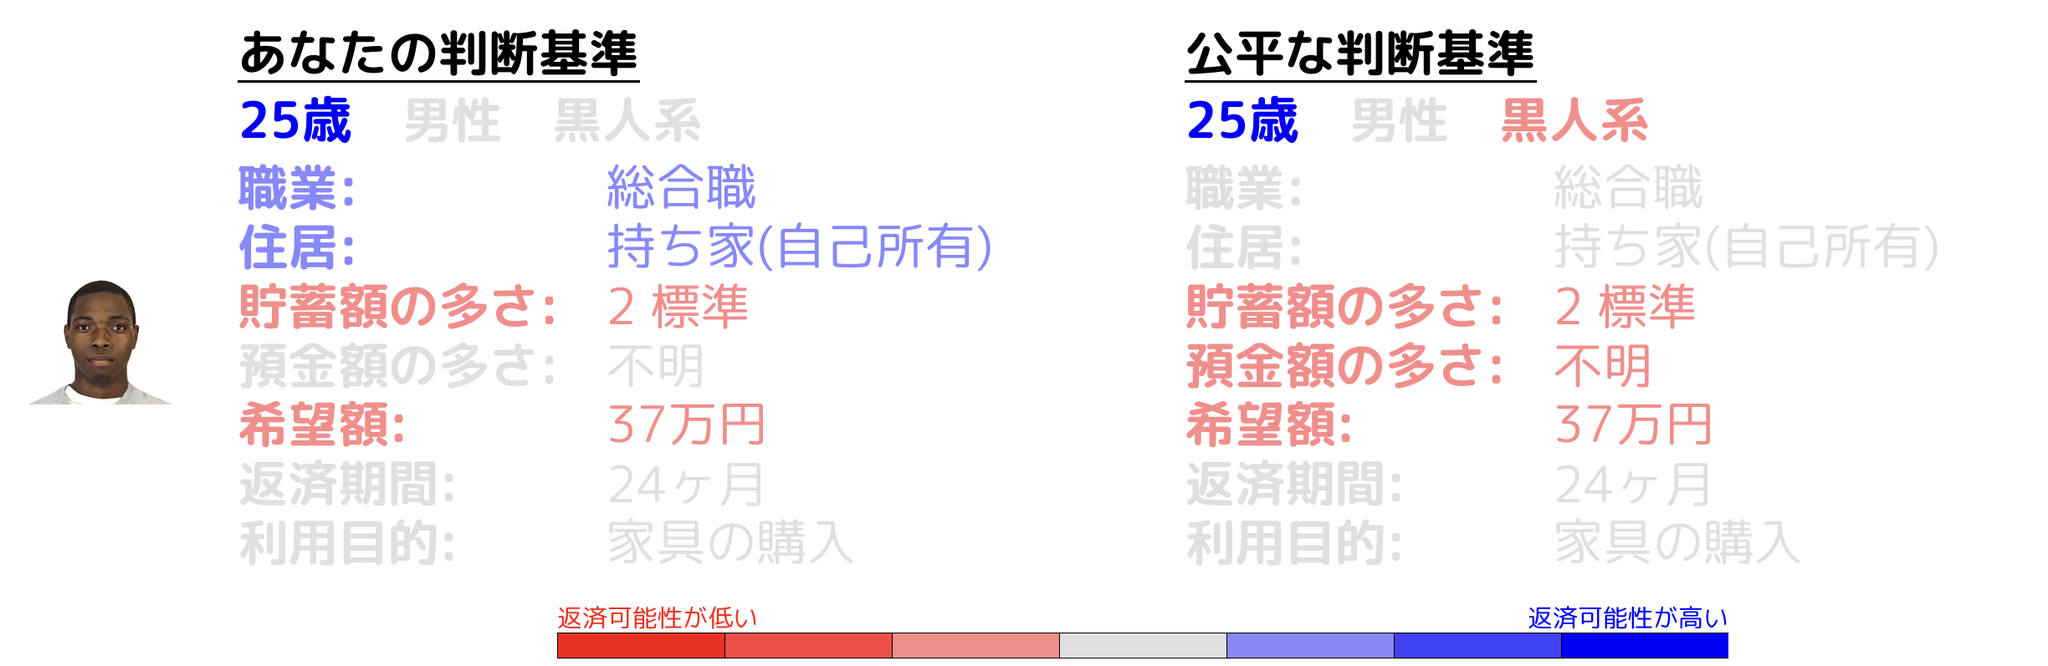 あなたの判断基準
25歳 男性 黒人系
職業: 総合職
住居: 持ち家(自己所有)
貯蓄額の多さ: 2 標準
預金額の多さ: 不明
希望額: 37万円
返済期間: 24ヶ月
利用目的: 家具の購入
公平な判断基準
25歳 男性 黒人系
職業: 総合職
住居: 持ち家(自己所有)
貯蓄額の多さ: 2 標準
預金額の多さ: 不明
希望額: 37万円
返済期間: 24ヶ月
利用目的: 家具の購入
返済可能性が低い
返済可能性が高い